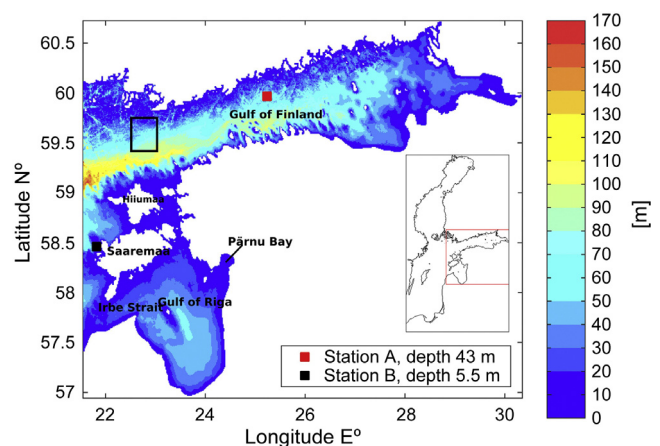 60.5
60
59.5
59
58.5
58
57.5
57
Latitude Nº
22
24
26
28
30
Longitude Eº
Gulf of Finland
Hiiumaa
Saaremaa
Pärnu Bay
Irbe Strait
Gulf of Riga
Station A, depth 43 m
Station B, depth 5.5 m
170
160
150
140
130
120
110
100
90
80
70
60
50
40
30
20
10
0
[m]